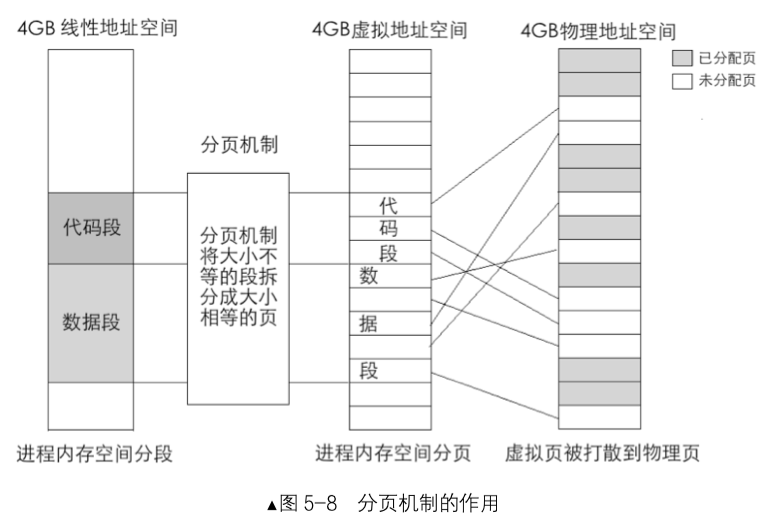 4GB 线性地址空间
4GB虚拟地址空间
4GB物理地址空间
已分配页
未分配页
分页机制
分页机制
将大小不
等的段拆
分成大小
相等的页
代码段
数据段
代
码
段
数
据
段
进程内存空间分段
进程内存空间分页
虚拟页被打散到物理页
▲图 5-8 分页机制的作用